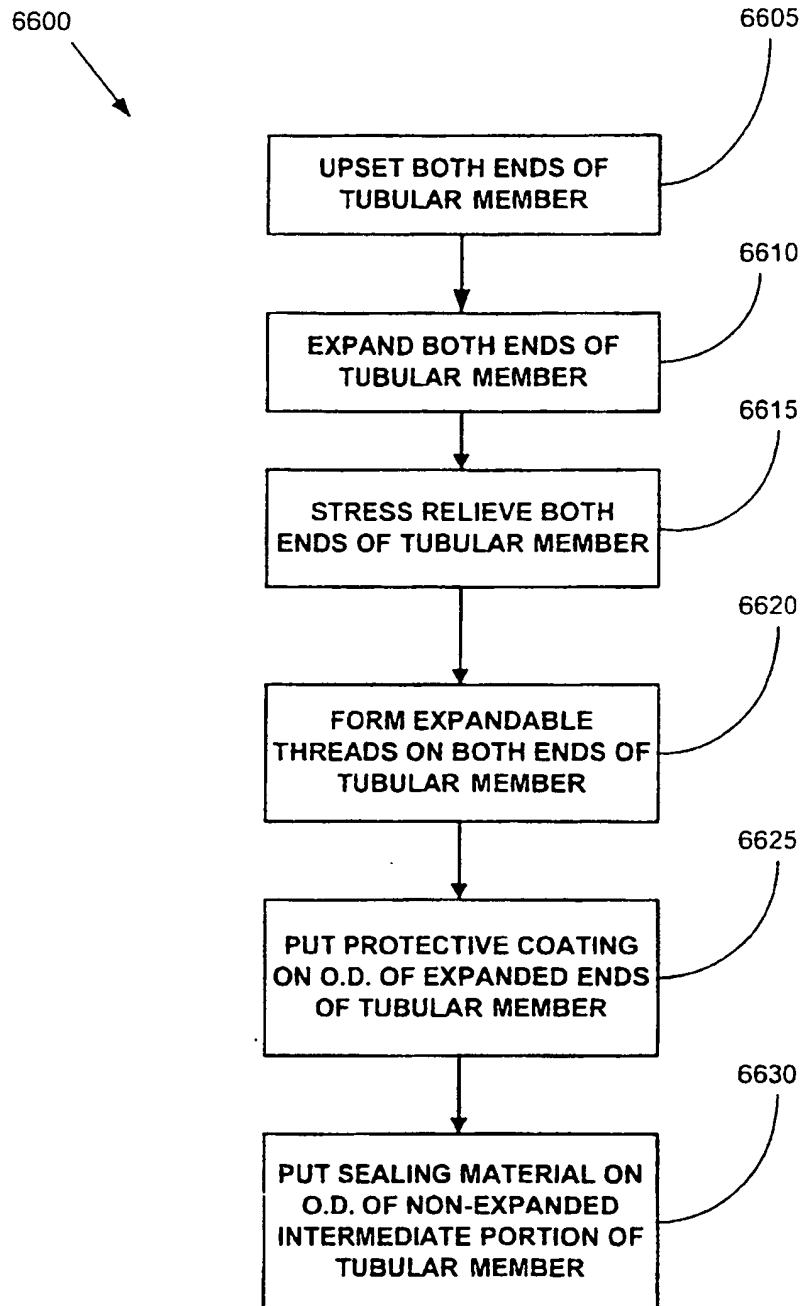 6600
6605
UPSET BOTH ENDS OF
TUBULAR MEMBER
6610
EXPAND BOTH ENDS OF
TUBULAR MEMBER
6615
STRESS RELIEVE BOTH
ENDS OF TUBULAR MEMBER
6620
FORM EXPANDABLE
THREADS ON BOTH ENDS OF
TUBULAR MEMBER
6625
PUT PROTECTIVE COATING
ON O.D. OF EXPANDED ENDS
OF TUBULAR MEMBER
6630
PUT SEALING MATERIAL ON
O.D. OF NON-EXPANDED
INTERMEDIATE PORTION OF
TUBULAR MEMBER